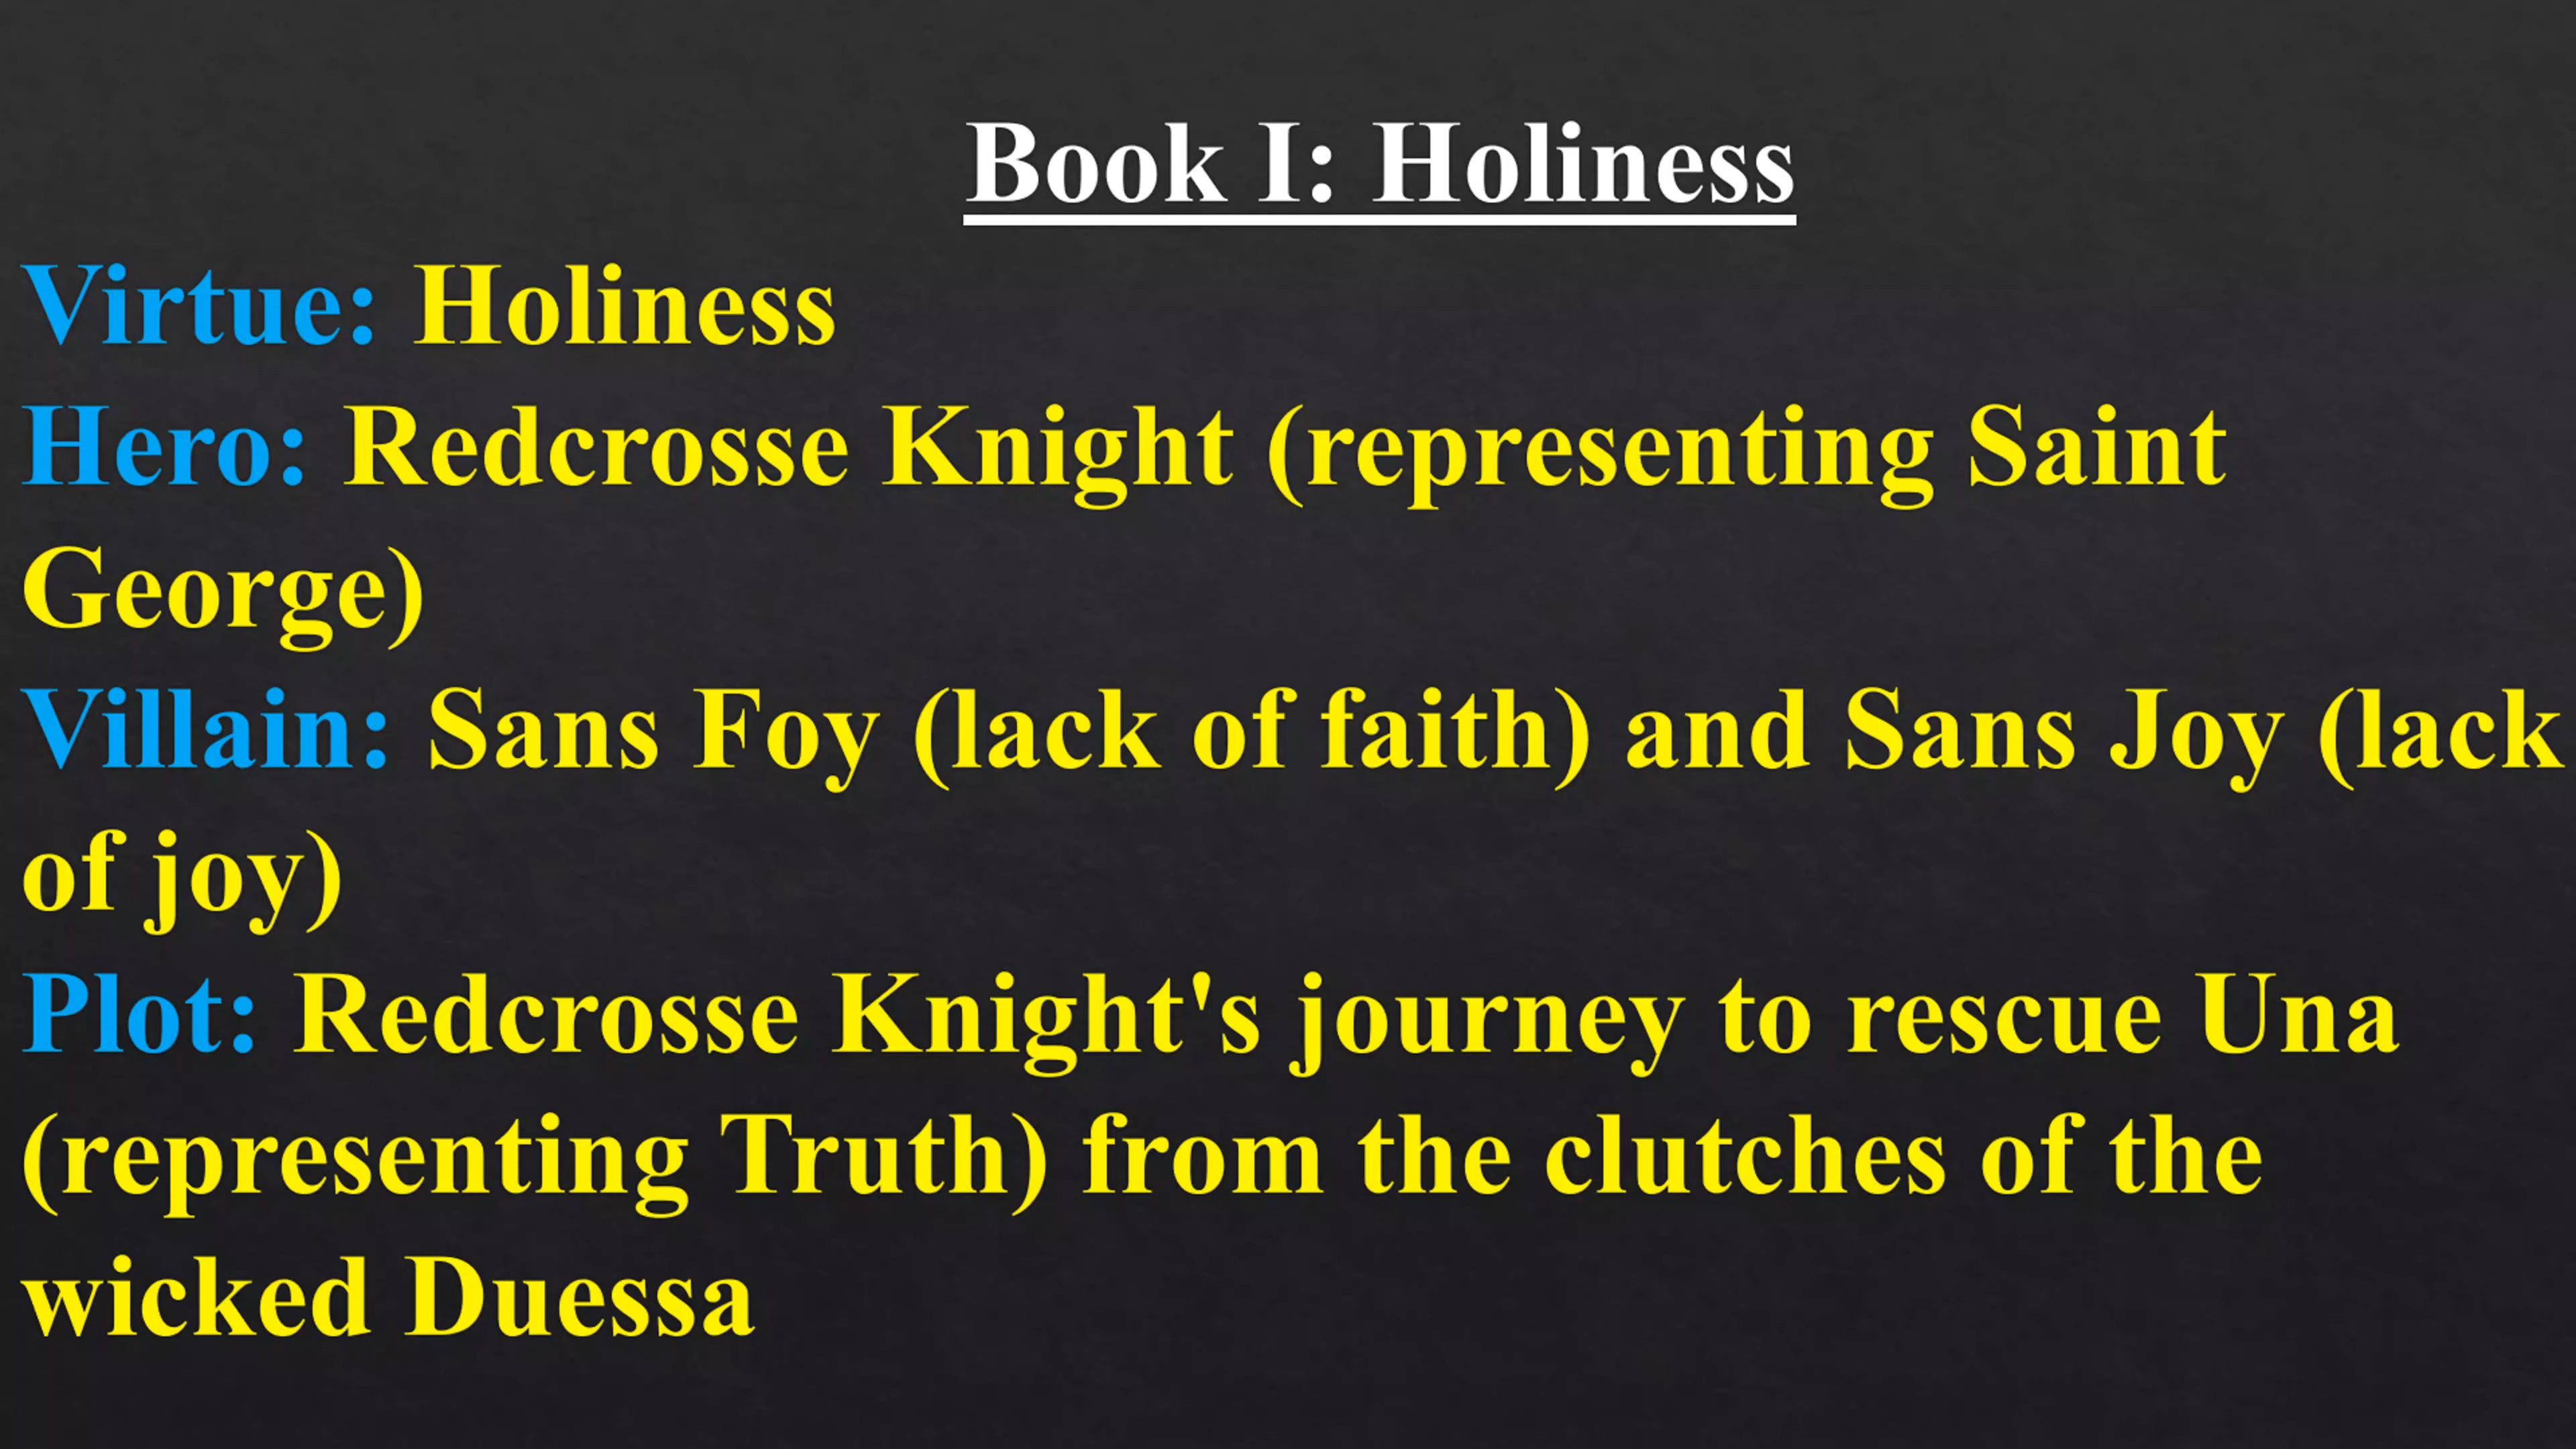 Book I: Holiness
Virtue: Holiness
Hero: Redcrosse Knight (representing Saint
George)
Villain: Sans Foy (lack of faith) and Sans Joy (lack
of joy)
Plot: Redcrosse Knight's journey to rescue Una
(representing Truth) from the clutches of the
wicked Duessa